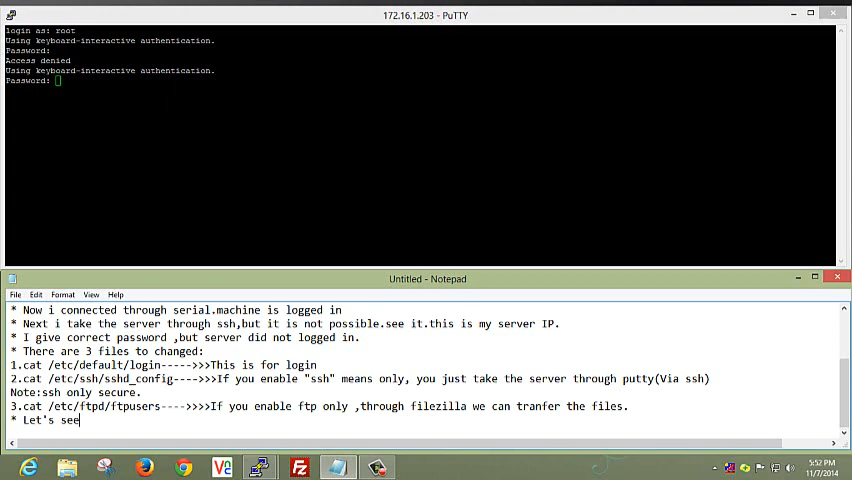 172.16.1.203 - PuTTY
login as: root
Using keyboard-interactive authentication.
Password:
Access denied
Using keyboard-interactive authentication.
Password:
Untitled - Notepad
File Edit Format View Help
* Now i connected through serial.machine is logged in
* Next i take the server through ssh,but it is not possible.see it.this is my server IP.
* I give correct password ,but server did not logged in.
* There are 3 files to changed:
1.cat /etc/default/login----->>>This is for login
2.cat /etc/ssh/sshd_config---->>>If you enable "ssh" means only, you just take the server through putty(Via ssh)
Note:ssh only secure.
3.cat /etc/ftpd/ftpusers---->>>>If you enable ftp only ,through filezilla we can tranfer the files.
* Let's see
5:52 PM
11/7/2014